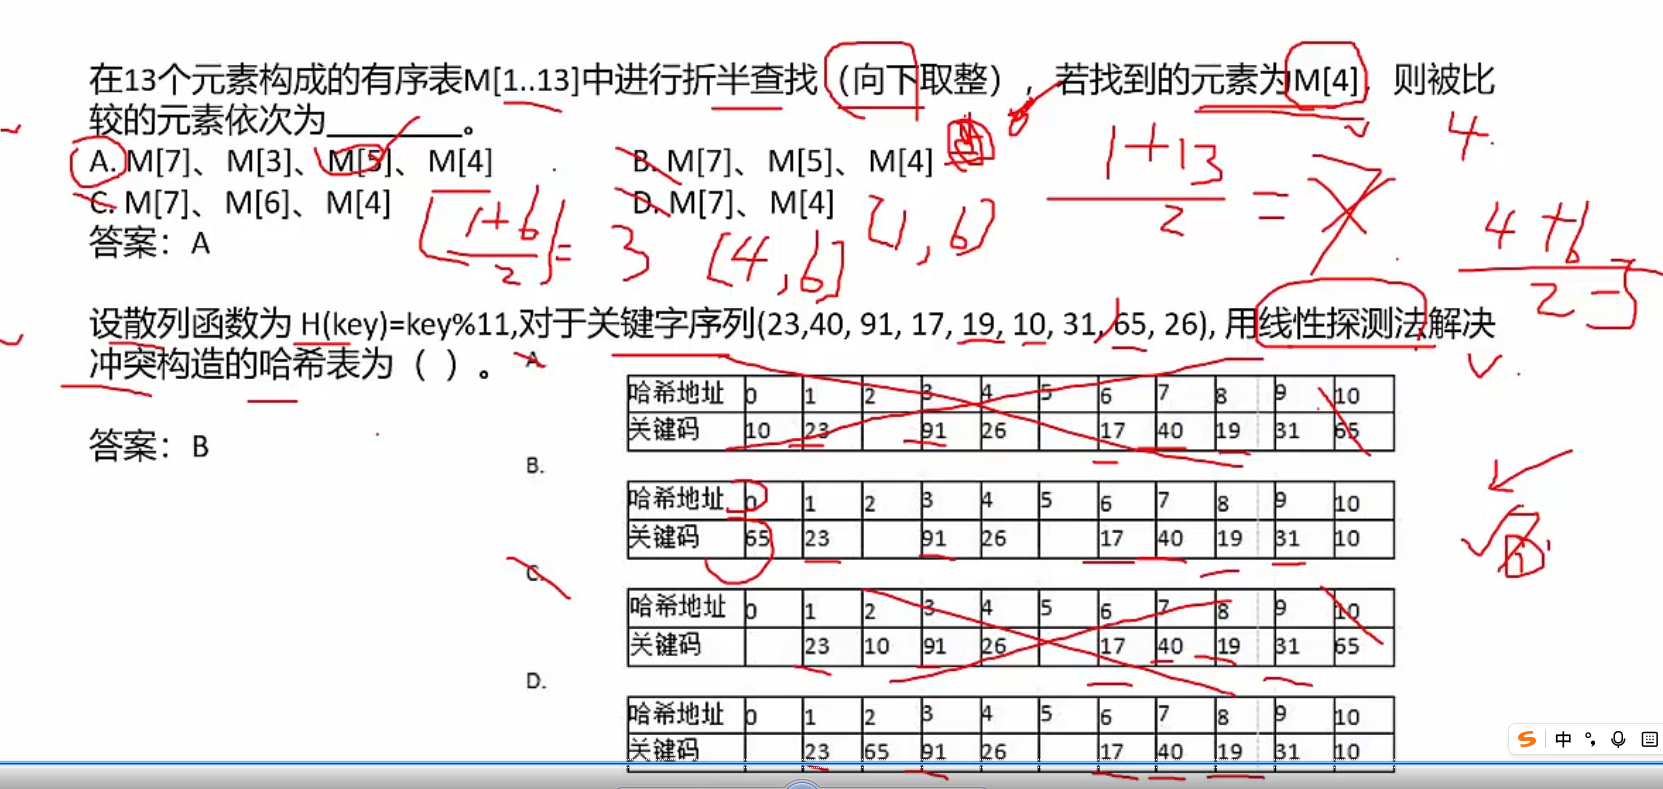 在13个元素构成的有序表M[1..13]中进行折半查找（向下取整），若找到的元素为M[4]，则被比
较的元素依次为________。
A. M[7]、M[3]、M[5]、M[4] B. M[7]、M[5]、M[4]
C. M[7]、M[6]、M[4] D. M[7]、M[4]
答案：A
1+6
2
= 3
[4,6]
[1,6]
1+13
2
= 7
4.
4+6
2
=5
设散列函数为 H(key)=key%11,对于关键字序列(23,40, 91, 17, 19, 10, 31, 65, 26), 用线性探测法解决
冲突构造的哈希表为（ ）。
答案：B
A
哈希地址 0 1 2 3 4 5 6 7 8 9 10
关键码 10 23 91 26 17 40 19 31 65
B.
哈希地址 0 1 2 3 4 5 6 7 8 9 10
关键码 65 23 91 26 17 40 19 31 10
C.
哈希地址 0 1 2 3 4 5 6 7 8 9 10
关键码 23 10 91 26 17 40 19 31 65
D.
哈希地址 0 1 2 3 4 5 6 7 8 9 10
关键码 23 65 91 26 17 40 19 31 10
S 中